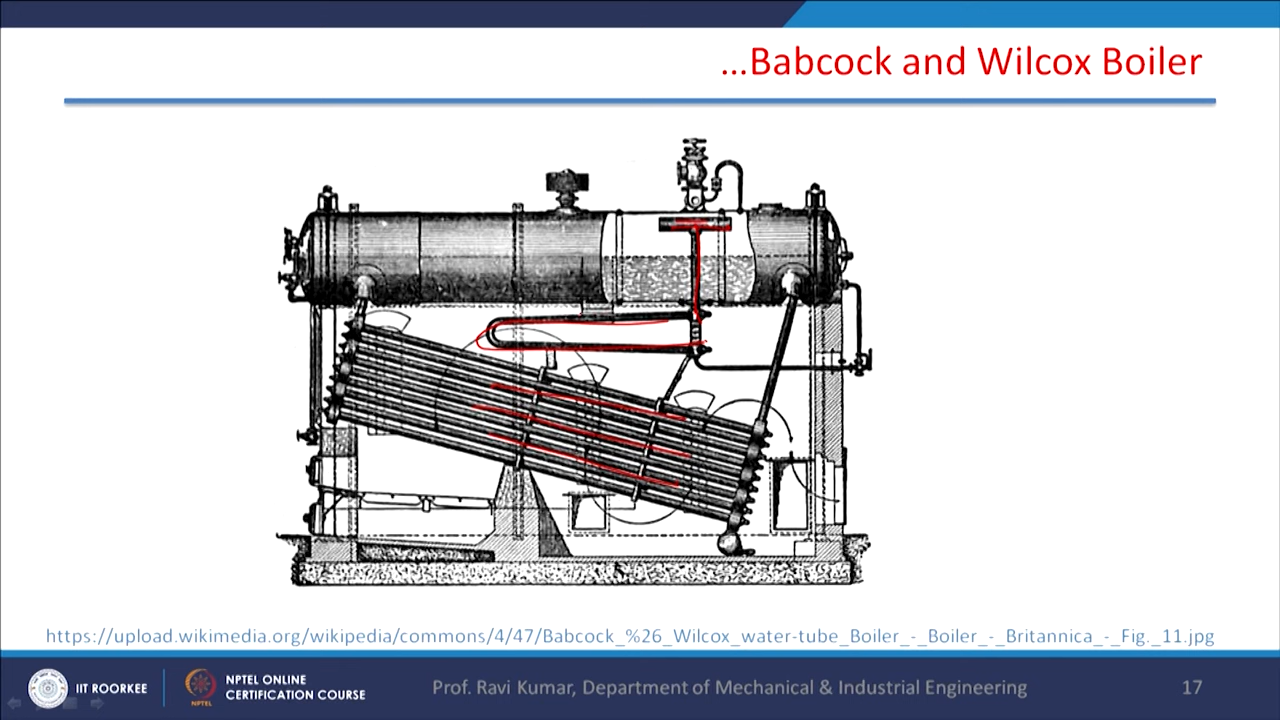 ...Babcock and Wilcox Boiler
https://upload.wikimedia.org/wikipedia/commons/4/47/Babcock_%26_Wilcox_water-tube_Boiler_-_Boiler_-_Britannica_-_Fig._11.jpg
IIT ROORKEE
NPTEL ONLINE
CERTIFICATION COURSE
NPTEL
Prof. Ravi Kumar, Department of Mechanical & Industrial Engineering
17